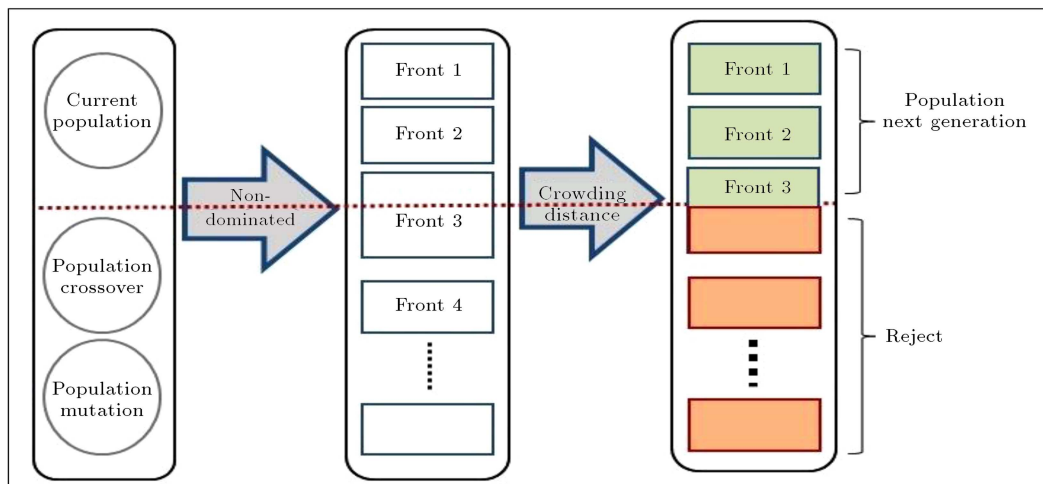 Current
population
Population
crossover
Population
mutation
Non-
dominated
Front 1
Front 2
Front 3
Front 4
Crowding
distance
Front 1
Front 2
Front 3
Population
next generation
Reject